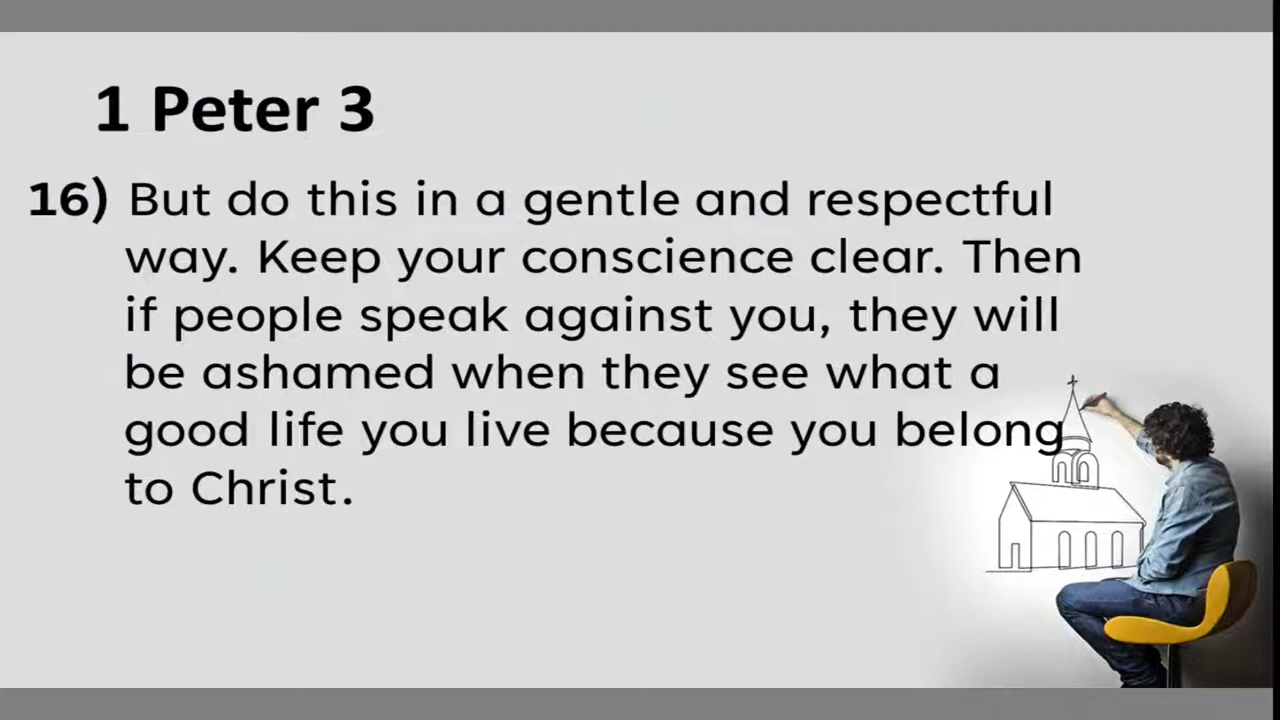 1 Peter 3
16) But do this in a gentle and respectful
way. Keep your conscience clear. Then
if people speak against you, they will
be ashamed when they see what a
good life you live because you belong
to Christ.